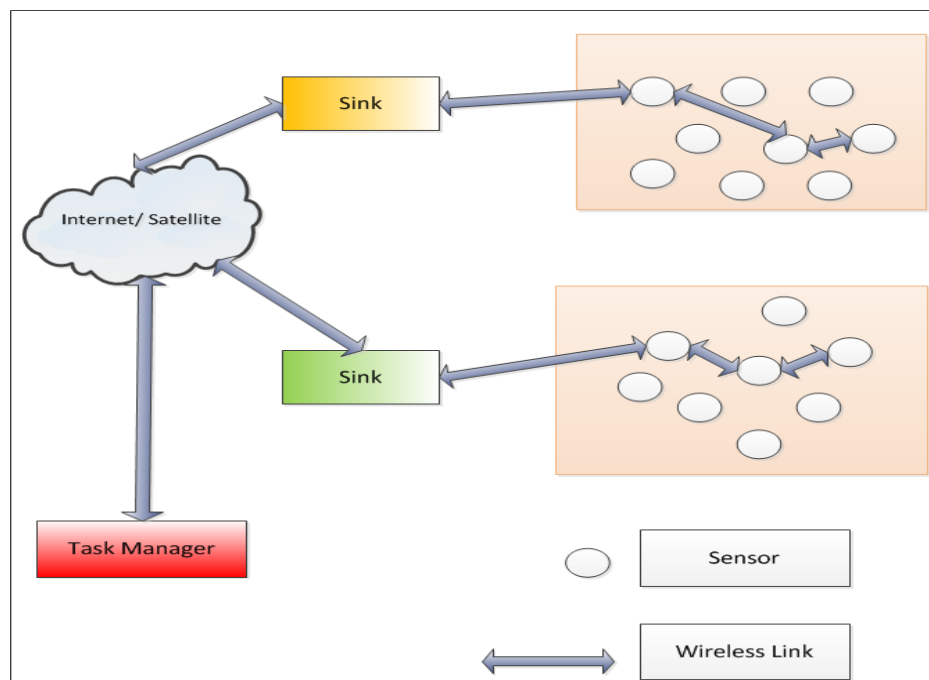 Sink
Internet/ Satellite
Sink
Task Manager
Sensor
Wireless Link